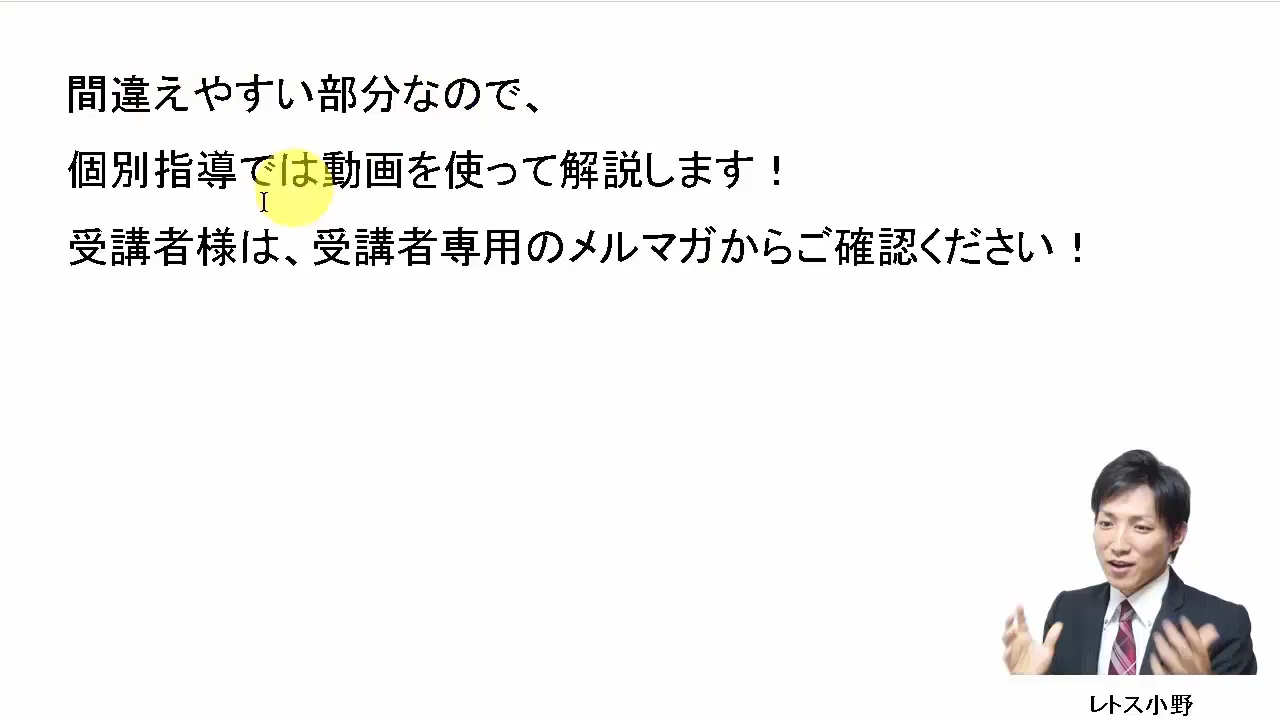 間違えやすい部分なので、
個別指導では動画を使って解説します！
受講者様は、受講者専用のメルマガからご確認ください！
レトス小野